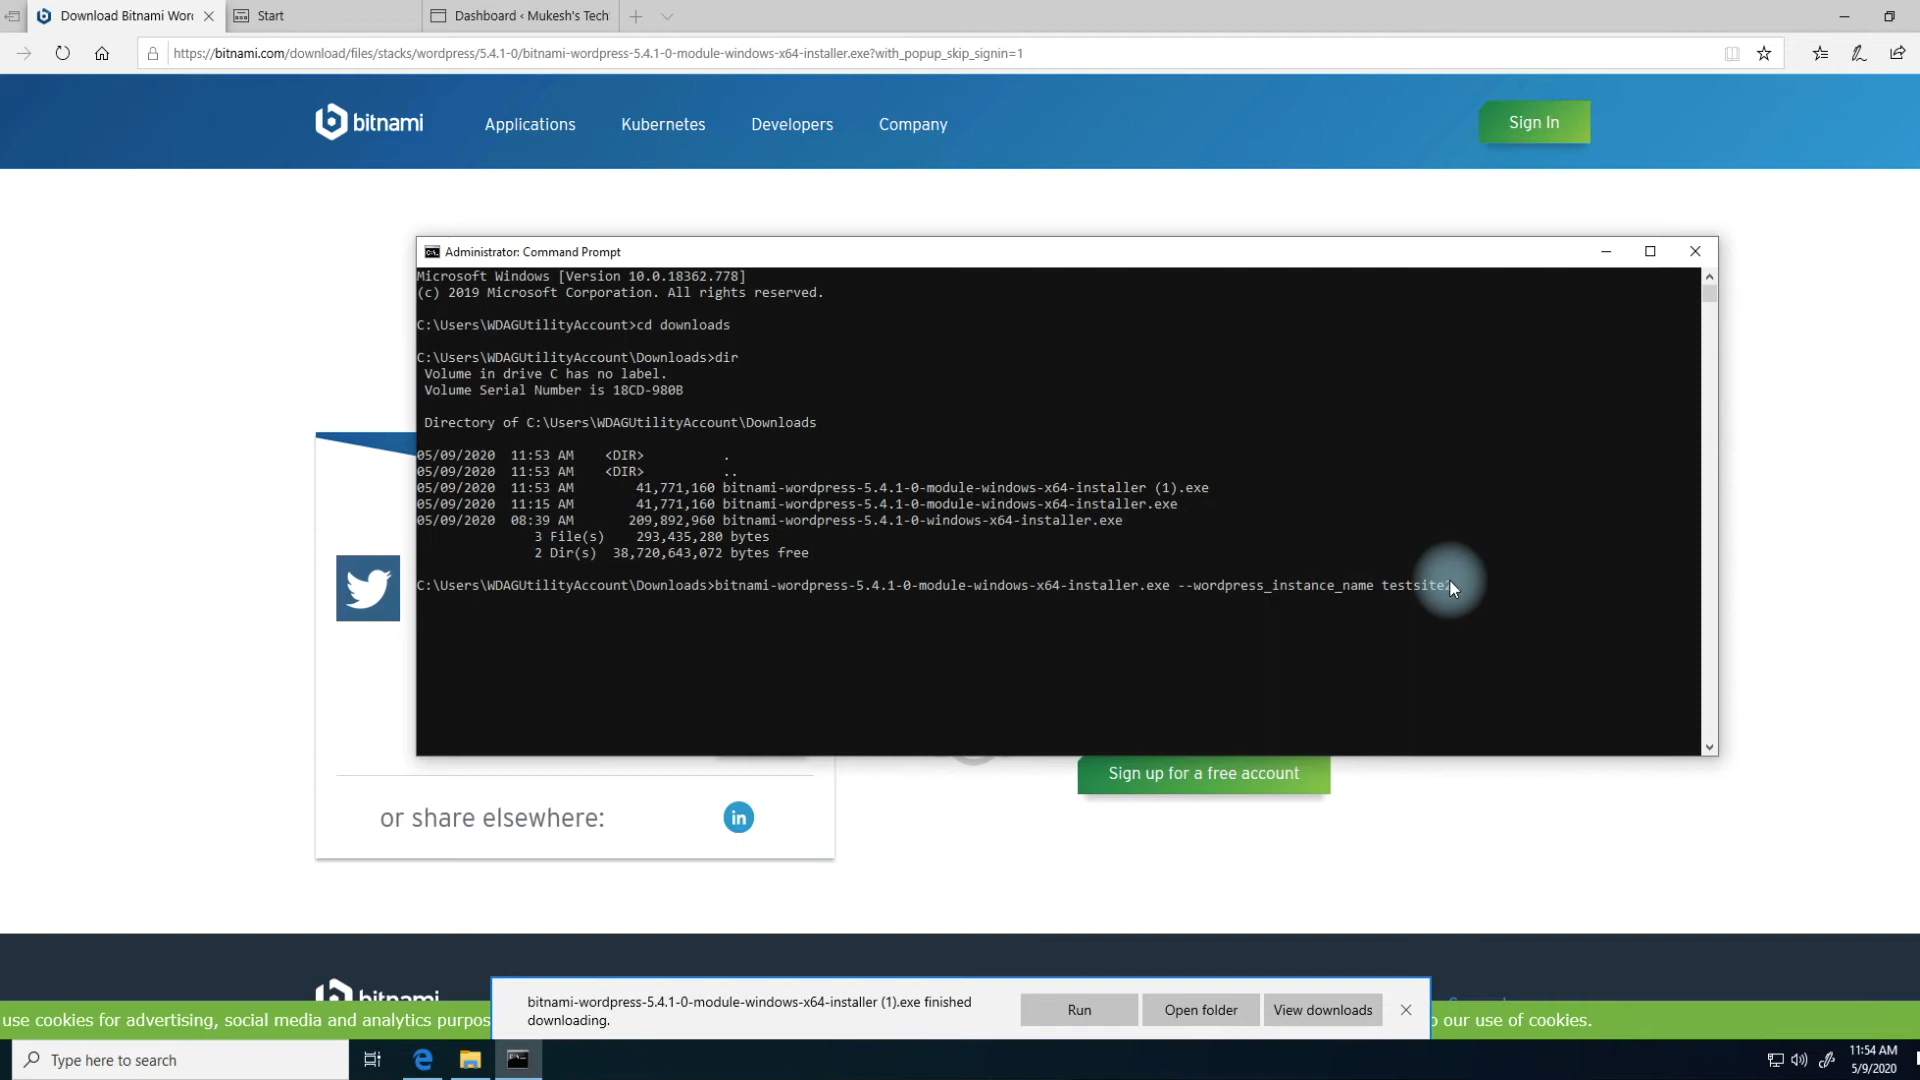 Download Bitnami Wor
Start
Dashboard ‹ Mukesh's Tech
https://bitnami.com/download/files/stacks/wordpress/5.4.1-0/bitnami-wordpress-5.4.1-0-module-windows-x64-installer.exe?with_popup_skip_signin=1
bitnami
Applications
Kubernetes
Developers
Company
Sign In
Administrator: Command Prompt
Microsoft Windows [Version 10.0.18362.778]
(c) 2019 Microsoft Corporation. All rights reserved.
C:\Users\WDAGUtilityAccount>cd downloads
C:\Users\WDAGUtilityAccount\Downloads>dir
Volume in drive C has no label.
Volume Serial Number is 18CD-980B
Directory of C:\Users\WDAGUtilityAccount\Downloads
05/09/2020  11:53 AM    <DIR>          .
05/09/2020  11:53 AM    <DIR>          ..
05/09/2020  11:53 AM        41,771,160 bitnami-wordpress-5.4.1-0-module-windows-x64-installer (1).exe
05/09/2020  11:15 AM        41,771,160 bitnami-wordpress-5.4.1-0-module-windows-x64-installer.exe
05/09/2020  08:39 AM       209,892,960 bitnami-wordpress-5.4.1-0-windows-x64-installer.exe
3 File(s)    293,435,280 bytes
2 Dir(s)  38,720,643,072 bytes free
C:\Users\WDAGUtilityAccount\Downloads>bitnami-wordpress-5.4.1-0-module-windows-x64-installer.exe --wordpress_instance_name testsite2
Sign up for a free account
or share elsewhere:
in
bitnami
bitnami-wordpress-5.4.1-0-module-windows-x64-installer (1).exe finished
downloading.
Run
Open folder
View downloads
use cookies for advertising, social media and analytics purpos
o our use of cookies.
Type here to search
11:54 AM
5/9/2020